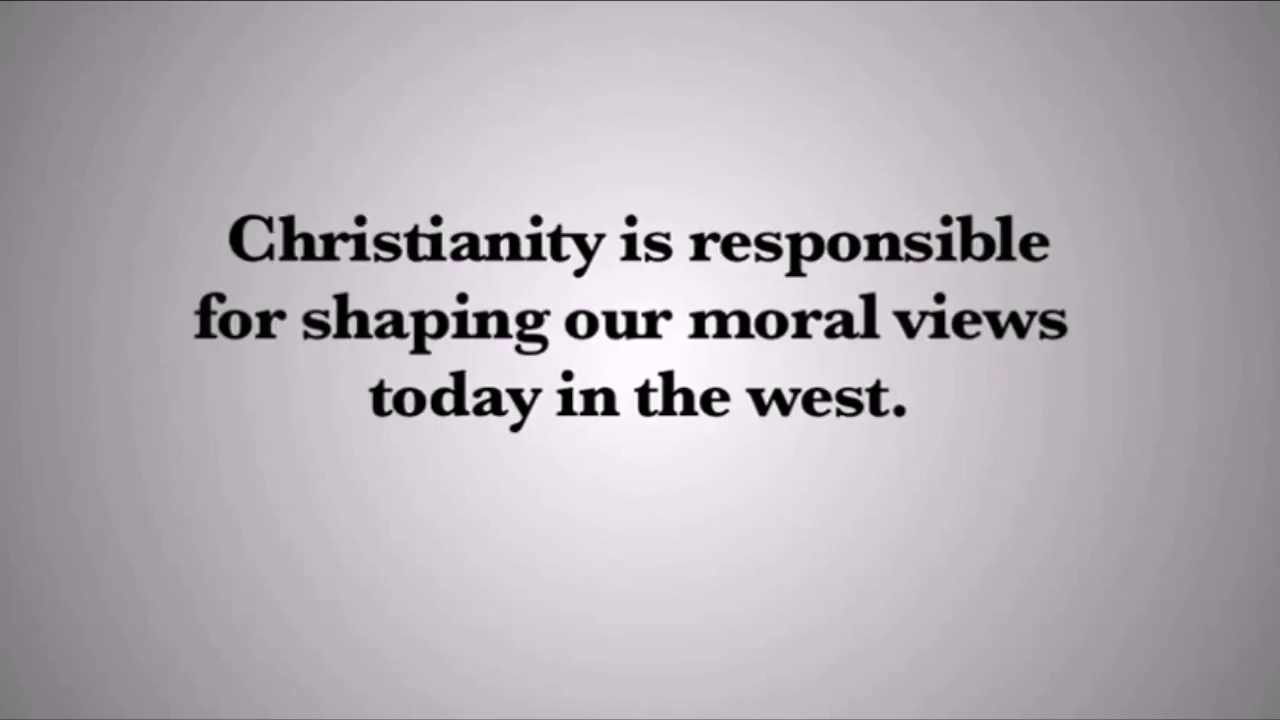 Christianity is responsible
for shaping our moral views
today in the west.